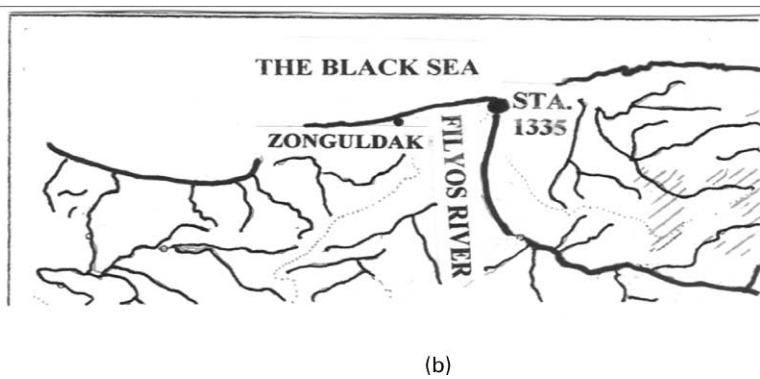 THE BLACK SEA
STA.
1335
ZONGULDAK
FILYOS RIVER
(b)